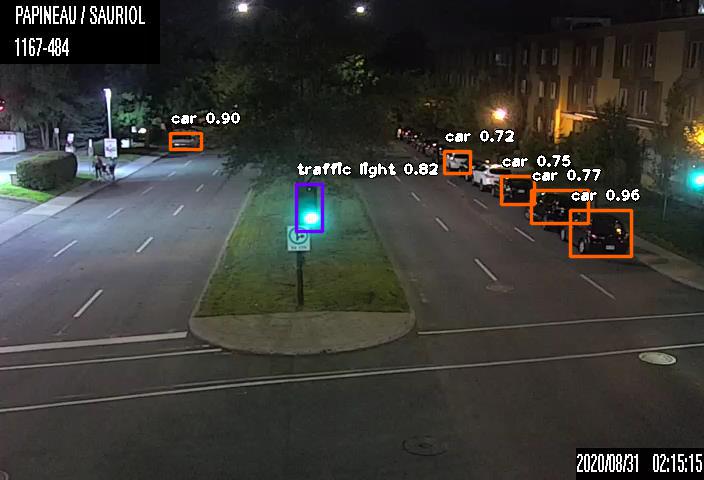 PAPINEAU / SAURIOL
1167-484
car 0.90
car 0.72
car 0.75
traffic light 0.82
car 0.77
car 0.96
2020/08/31 02:15:15